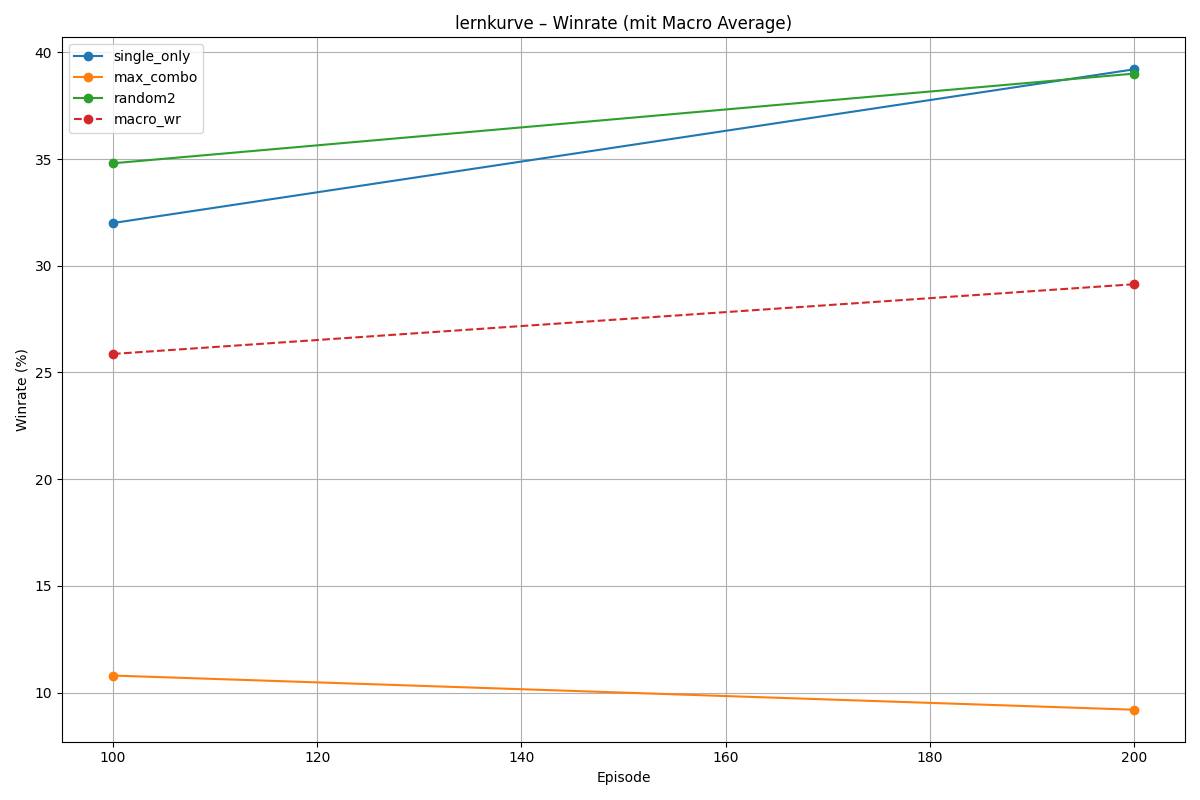 lernkurve – Winrate (mit Macro Average)
single_only
max_combo
random2
macro_wr
Winrate (%)
40
35
30
25
20
15
10
100 120 140 160 180 200
Episode